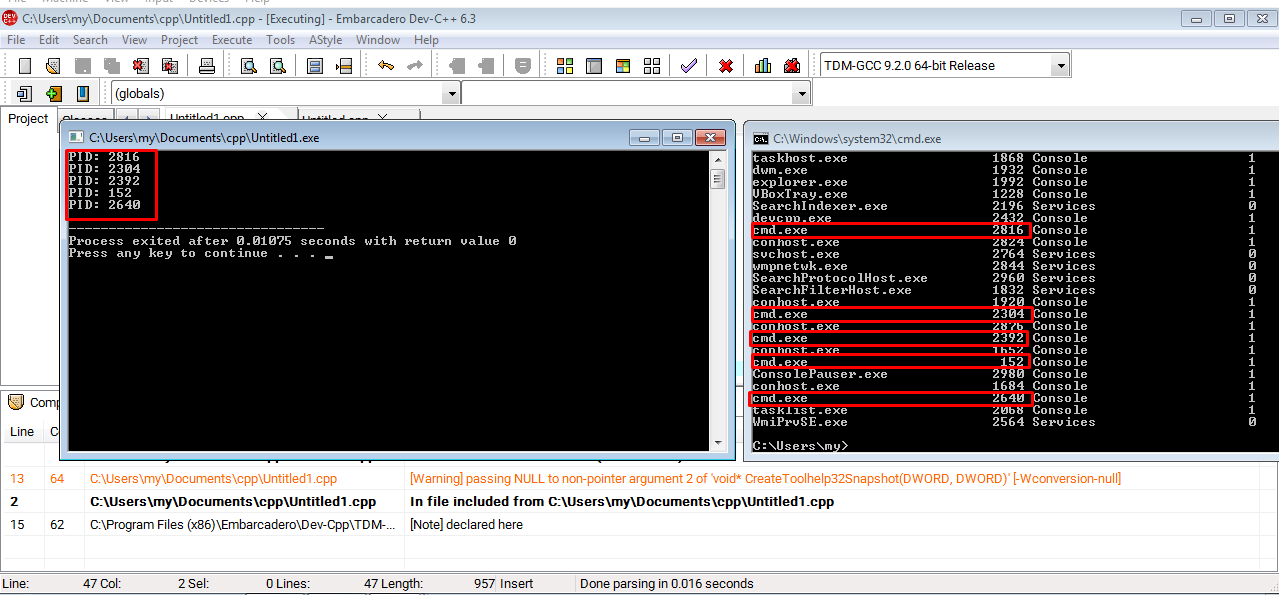 File Machine View Input Devices Help
C:\Users\my\Documents\cpp\Untitled1.cpp - [Executing] - Embarcadero Dev-C++ 6.3
File Edit Search View Project Execute Tools AStyle Window Help
TDM-GCC 9.2.0 64-bit Release
(globals)
Project Classes Untitled1.cpp Untitled.cpp
C:\Users\my\Documents\cpp\Untitled1.exe
PID: 2816
PID: 2304
PID: 2392
PID: 152
PID: 2640
--------------------------------
Process exited after 0.01075 seconds with return value 0
Press any key to continue . . . _
C:\Windows\system32\cmd.exe
taskhost.exe 1868 Console 1
dwm.exe 1932 Console 1
explorer.exe 1992 Console 1
VBoxTray.exe 1228 Console 1
SearchIndexer.exe 2196 Services 0
devcpp.exe 2432 Console 1
cmd.exe 2816 Console 1
conhost.exe 2824 Console 1
svchost.exe 2764 Services 0
wmpnetwk.exe 2844 Services 0
SearchProtocolHost.exe 2960 Services 0
SearchFilterHost.exe 1832 Services 0
conhost.exe 1920 Console 1
cmd.exe 2304 Console 1
conhost.exe 2876 Console 1
cmd.exe 2392 Console 1
conhost.exe 1652 Console 1
cmd.exe 152 Console 1
ConsolePauser.exe 2980 Console 1
conhost.exe 1684 Console 1
cmd.exe 2640 Console 1
tasklist.exe 2068 Console 1
WmiPrvSE.exe 2564 Services 0
C:\Users\my>
Comp
Line C
13 64 C:\Users\my\Documents\cpp\Untitled1.cpp [Warning] passing NULL to non-pointer argument 2 of 'void* CreateToolhelp32Snapshot(DWORD, DWORD)' [-Wconversion-null]
2 C:\Users\my\Documents\cpp\Untitled1.cpp In file included from C:\Users\my\Documents\cpp\Untitled1.cpp
15 62 C:\Program Files (x86)\Embarcadero\Dev-Cpp\TDM-... [Note] declared here
Line: 47 Col: 2 Sel: 0 Lines: 47 Length: 957 Insert Done parsing in 0.016 seconds